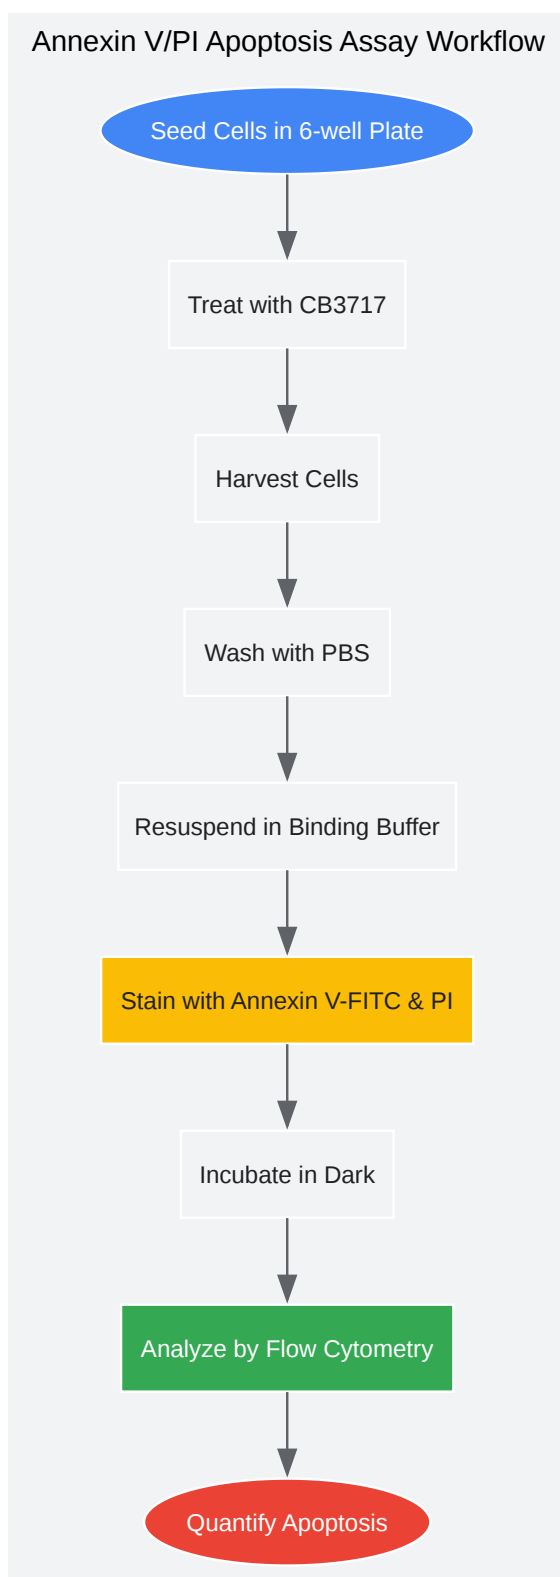 Annexin V/PI Apoptosis Assay Workflow
Seed Cells in 6-well Plate
Treat with CB3717
Harvest Cells
Wash with PBS
Resuspend in Binding Buffer
Stain with Annexin V-FITC & PI
Incubate in Dark
Analyze by Flow Cytometry
Quantify Apoptosis